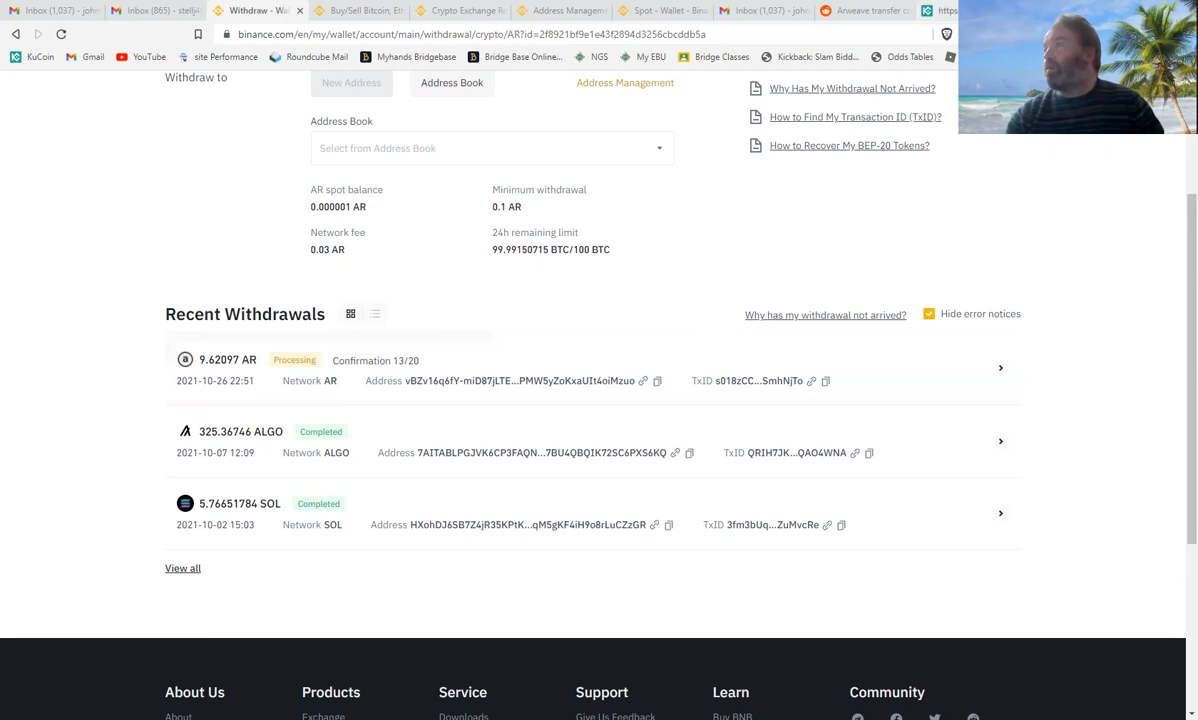 Inbox (1,037) - john
Inbox (865) - stellj4
Withdraw - Wal
Buy/Sell Bitcoin, Eth
Crypto Exchange R
Address Managem
Spot - Wallet - Bina
Inbox (1,037) - john
Arweave transfer co
https
binance.com/en/my/wallet/account/main/withdrawal/crypto/AR?id=2f8921bf9e1e43f2894d3256cbcddb5a
KuCoin
Gmail
YouTube
site Performance
Roundcube Mail
Myhands Bridgebase
Bridge Base Online...
NGS
My EBU
Bridge Classes
Kickback: Slam Bidd...
Odds Tables
Withdraw to
New Address
Address Book
Address Management
Why Has My Withdrawal Not Arrived?
How to Find My Transaction ID (TxID)?
How to Recover My BEP-20 Tokens?
Address Book
Select from Address Book
AR spot balance
Minimum withdrawal
0.000001 AR
0.1 AR
Network fee
24h remaining limit
0.03 AR
99.99150715 BTC/100 BTC
Recent Withdrawals
Why has my withdrawal not arrived?
Hide error notices
9.62097 AR Processing Confirmation 13/20
2021-10-26 22:51 Network AR Address vBZv16q6fY-miD87jLTE...PMW5yZoKxaUIt4oiMzuo TxID s018zCC...SmhNjTo
325.36746 ALGO Completed
2021-10-07 12:09 Network ALGO Address 7AITABLPGJVK6CP3FAQN...7BU4QBQIK72SC6PXS6KQ TxID QRIH7JK...QAO4WNA
5.76651784 SOL Completed
2021-10-02 15:03 Network SOL Address HXohDJ6SB7Z4jR35KPtK...qM5gKF4iH9o8rLuCZzGR TxID 3fm3bUq...ZuMvcRe
View all
About Us
Products
Service
Support
Learn
Community
About
Exchange
Downloads
Give Us Feedback
Buy BNB